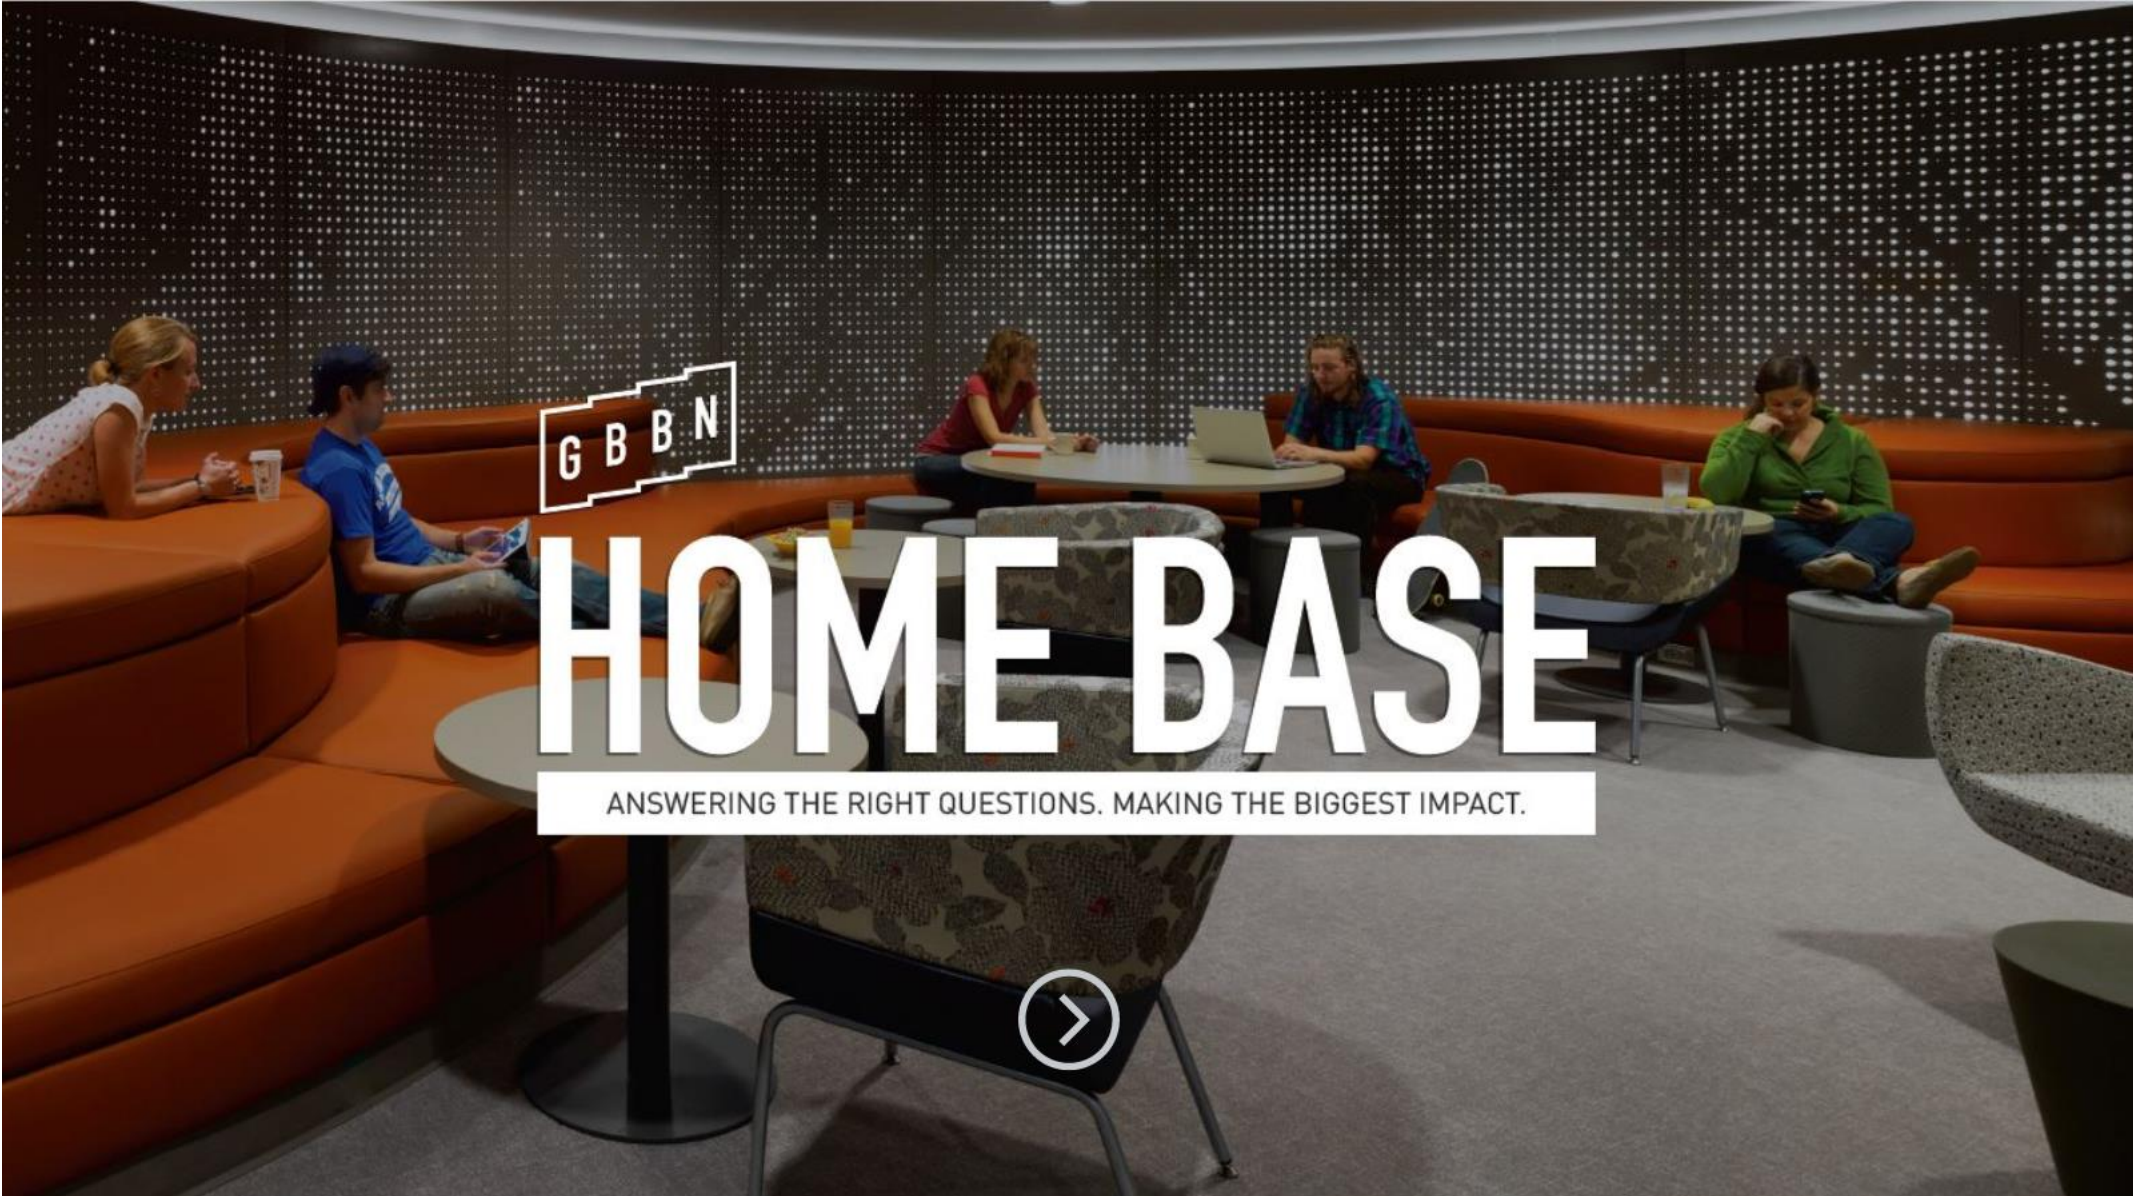 GBBN
HOME BASE
ANSWERING THE RIGHT QUESTIONS. MAKING THE BIGGEST IMPACT.